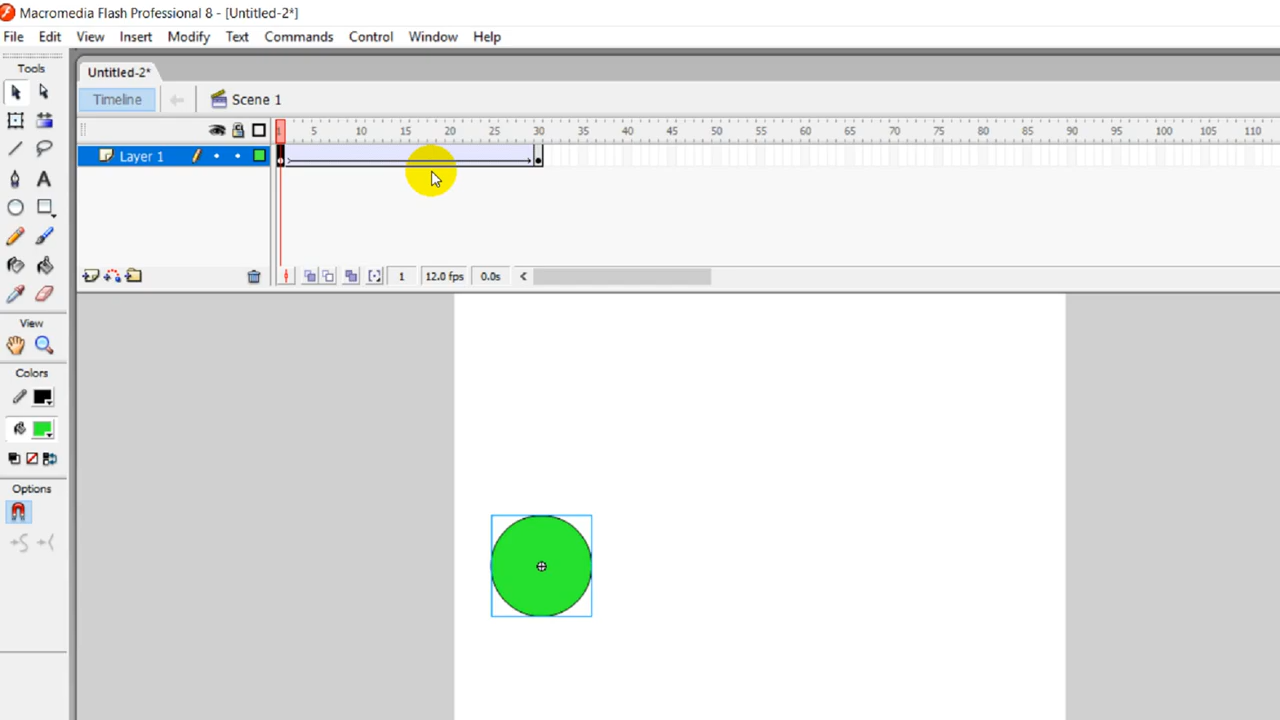 Macromedia Flash Professional 8 - [Untitled-2*]
File Edit View Insert Modify Text Commands Control Window Help
Tools
Untitled-2*
Timeline Scene 1
1 5 10 15 20 25 30 35 40 45 50 55 60 65 70 75 80 85 90 95 100 105 110
Layer 1
A
1 12.0 fps 0.0s
View
Colors
Options